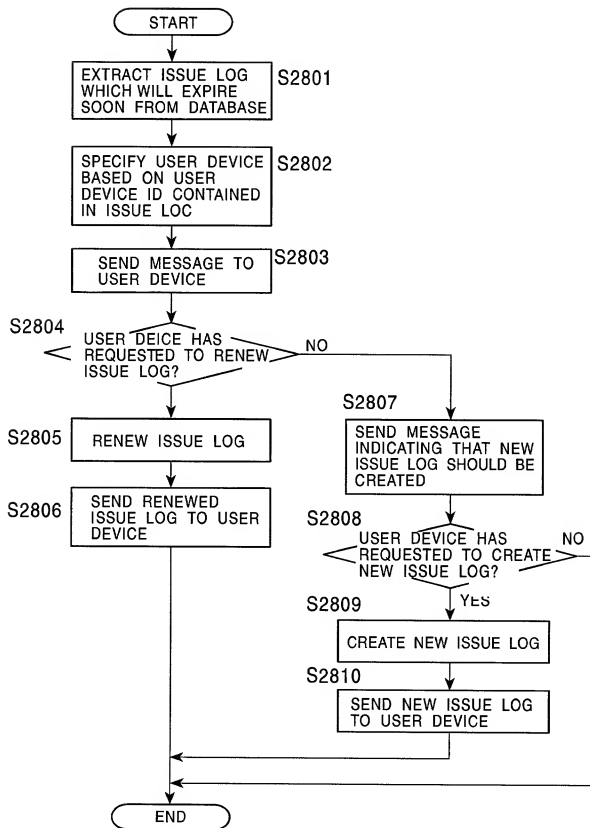 START
EXTRACT ISSUE LOG
WHICH WILL EXPIRE
SOON FROM DATABASE
S2801
SPECIFY USER DEVICE
BASED ON USER
DEVICE ID CONTAINED
IN ISSUE LOC
S2802
SEND MESSAGE TO
USER DEVICE
S2803
S2804
USER DEICE HAS
REQUESTED TO RENEW
ISSUE LOG?
NO
S2805
RENEW ISSUE LOG
S2806
SEND RENEWED
ISSUE LOG TO USER
DEVICE
S2807
SEND MESSAGE
INDICATING THAT NEW
ISSUE LOG SHOULD BE
CREATED
S2808
USER DEVICE HAS
REQUESTED TO CREATE
NEW ISSUE LOG?
NO
YES
S2809
CREATE NEW ISSUE LOG
S2810
SEND NEW ISSUE LOG
TO USER DEVICE
END